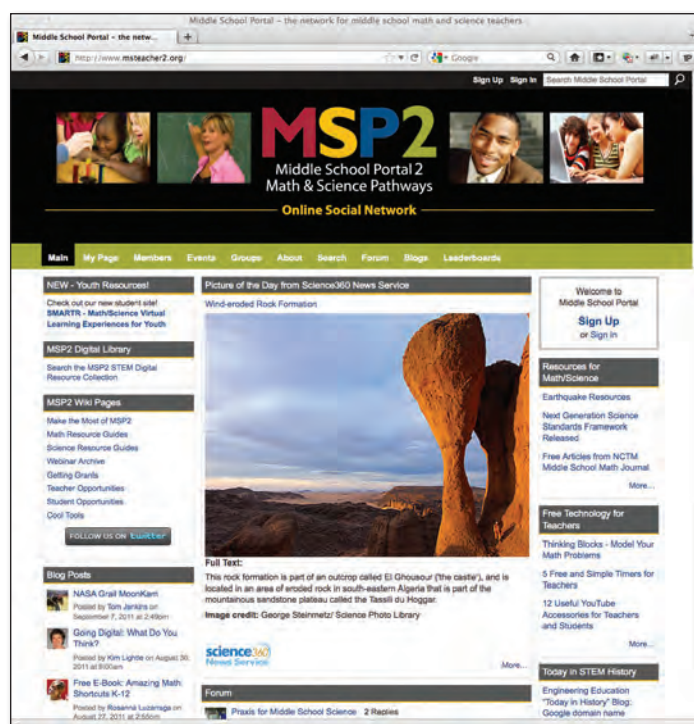 Middle School Portal – the network for middle school math and science teachers
Middle School Portal – the netw...
http://www.msteacher2.org/
Google
Sign Up Sign In Search Middle School Portal
MSP2
Middle School Portal 2
Math & Science Pathways
Online Social Network
Main My Page Members Events Groups About Search Forum Blogs Leaderboards
NEW - Youth Resources!
Check out our new student site!
SMARTR - Math/Science Virtual
Learning Experiences for Youth
MSP2 Digital Library
Search the MSP2 STEM Digital
Resource Collection
MSP2 Wiki Pages
Make the Most of MSP2
Math Resource Guides
Science Resource Guides
Webinar Archive
Getting Grants
Teacher Opportunities
Student Opportunities
Cool Tools
FOLLOW US ON twitter
Blog Posts
NASA Grail MoonKam
Posted by Tom Jenkins on
September 7, 2011 at 2:49pm
Going Digital: What Do You
Think?
Posted by Kim Lightle on August 30,
2011 at 9:00am
Free E-Book: Amazing Math
Shortcuts K-12
Posted by Rosanna Luzarraga on
August 27, 2011 at 2:55pm
Picture of the Day from Science360 News Service
Wind-eroded Rock Formation
Full Text:
This rock formation is part of an outcrop called El Ghousour ('the castle'), and is
located in an area of eroded rock in south-eastern Algeria that is part of the
mountainous sandstone plateau called the Tassili du Hoggar.
Image credit: George Steinmetz/ Science Photo Library
science360
News Service
More...
Forum
Praxis for Middle School Science 2 Replies
Welcome to
Middle School Portal
Sign Up
or Sign In
Resources for
Math/Science
Earthquake Resources
Next Generation Science
Standards Framework
Released
Free Articles from NCTM
Middle School Math Journal
More...
Free Technology for
Teachers
Thinking Blocks - Model Your
Math Problems
5 Free and Simple Timers for
Teachers
12 Useful YouTube
Accessories for Teachers
and Students
More...
Today in STEM History
Engineering Education
"Today in History" Blog:
Google domain name